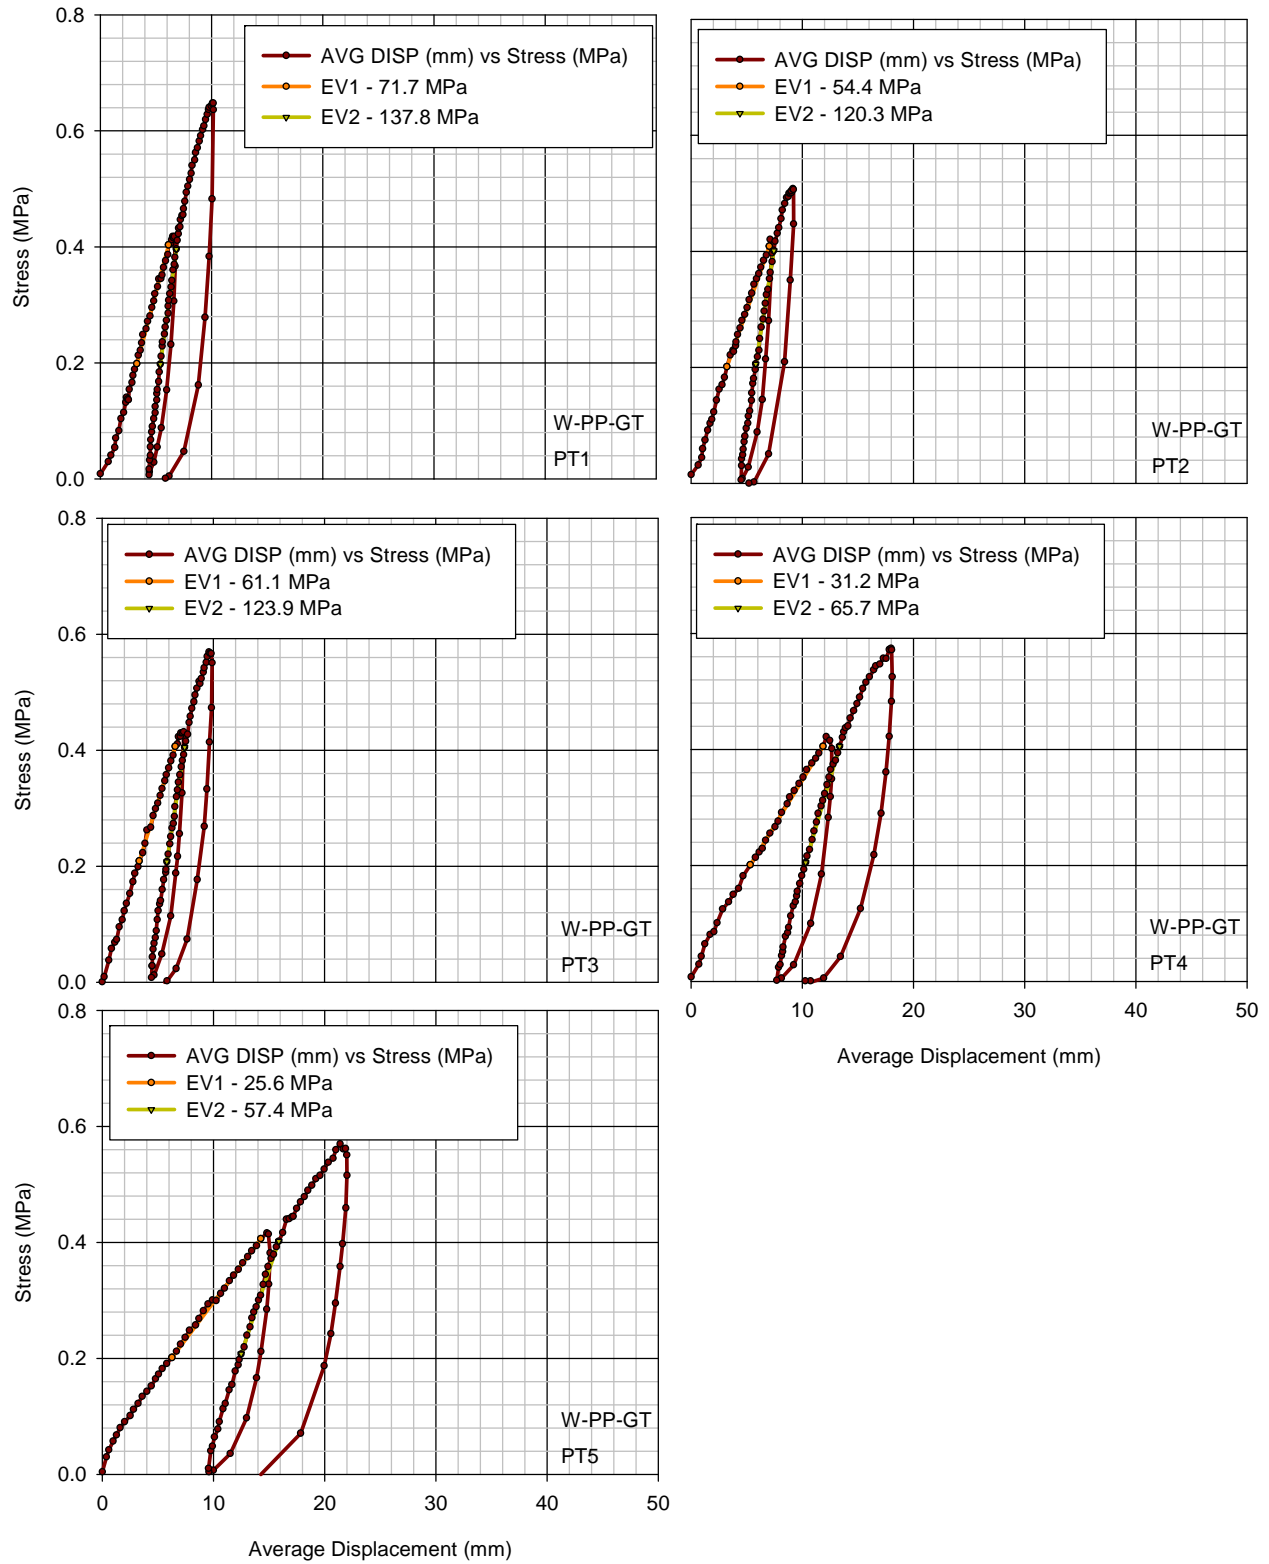 0.8
0.6
0.4
0.2
0.0
Stress (MPa)
AVG DISP (mm) vs Stress (MPa)
EV1 - 71.7 MPa
EV2 - 137.8 MPa
W-PP-GT
PT1
AVG DISP (mm) vs Stress (MPa)
EV1 - 54.4 MPa
EV2 - 120.3 MPa
W-PP-GT
PT2
0.8
0.6
0.4
0.2
0.0
Stress (MPa)
AVG DISP (mm) vs Stress (MPa)
EV1 - 61.1 MPa
EV2 - 123.9 MPa
W-PP-GT
PT3
AVG DISP (mm) vs Stress (MPa)
EV1 - 31.2 MPa
EV2 - 65.7 MPa
W-PP-GT
PT4
0 10 20 30 40 50
Average Displacement (mm)
0.8
0.6
0.4
0.2
0.0
Stress (MPa)
AVG DISP (mm) vs Stress (MPa)
EV1 - 25.6 MPa
EV2 - 57.4 MPa
W-PP-GT
PT5
0 10 20 30 40 50
Average Displacement (mm)